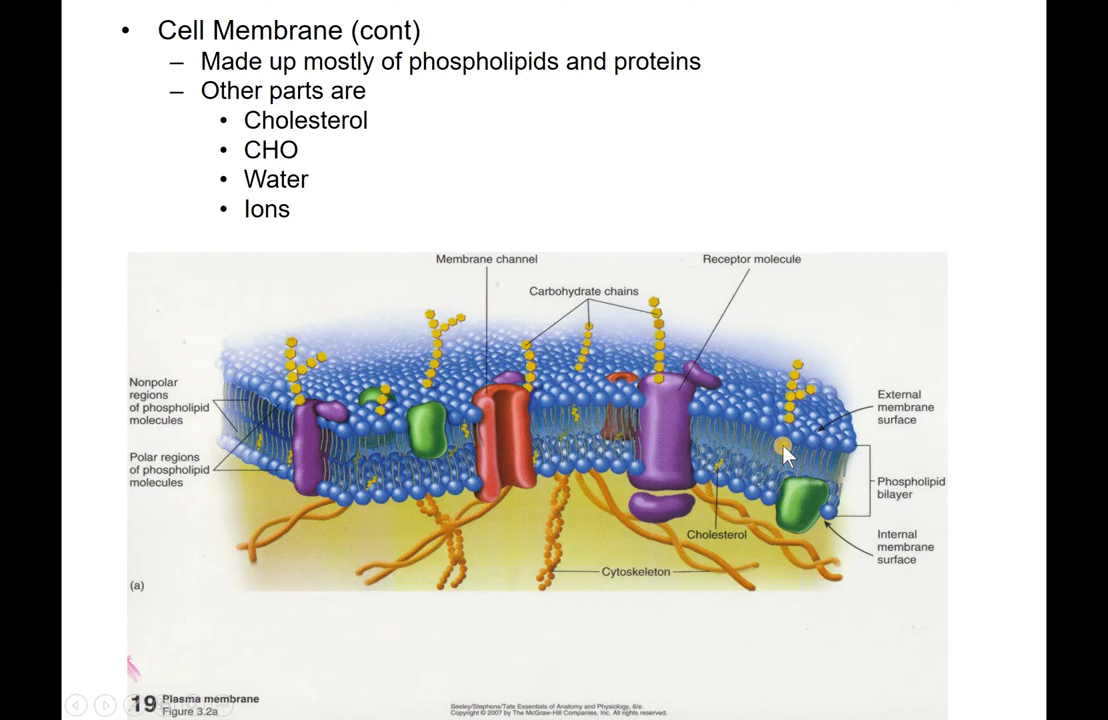 • Cell Membrane (cont)
– Made up mostly of phospholipids and proteins
– Other parts are
• Cholesterol
• CHO
• Water
• Ions
Membrane channel
Receptor molecule
Carbohydrate chains
Nonpolar
regions
of phospholipid
molecules
External
membrane
surface
Polar regions
of phospholipid
molecules
Phospholipid
bilayer
Cholesterol
Internal
membrane
surface
Cytoskeleton
(a)
19 Plasma membrane
Figure 3.2a
Seeley/Stephens/Tate Essentials of Anatomy and Physiology, 6/e.
Copyright © 2007 by The McGraw-Hill Companies, Inc. All rights reserved.